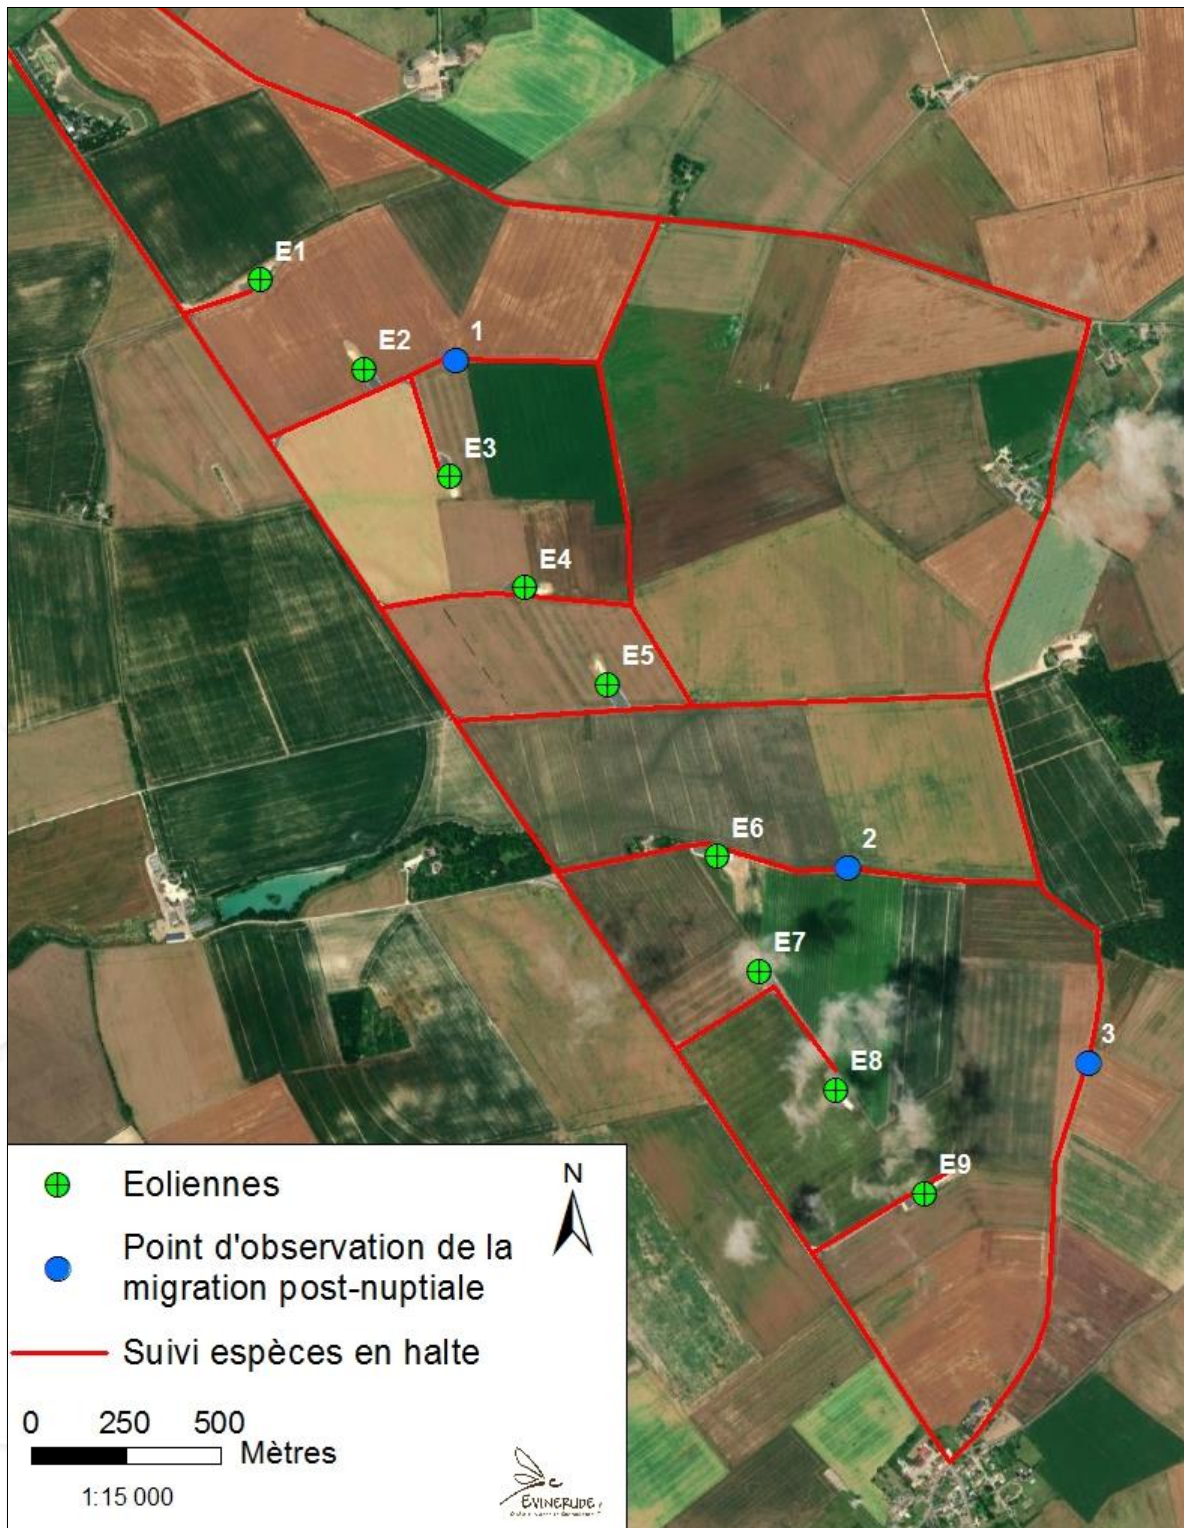 E1
E2
1
E3
E4
E5
E6
2
E7
3
E8
E9
Eoliennes
N
Point d'observation de la
migration post-nuptiale
Suivi espèces en halte
0 250 500
Mètres
1:15 000
EVINERUDE